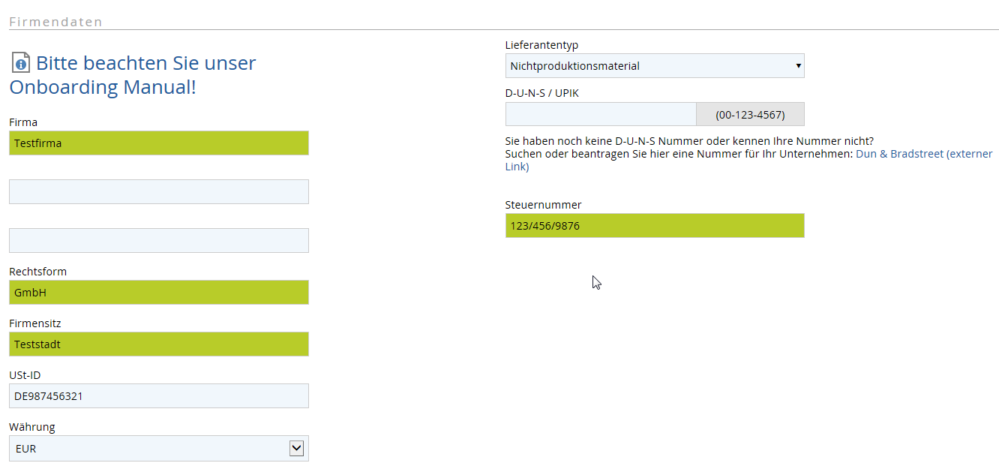 Firmendaten
Bitte beachten Sie unser
Onboarding Manual!
Firma
Testfirma
Rechtsform
GmbH
Firmensitz
Teststadt
USt-ID
DE987456321
Währung
EUR
Lieferantentyp
Nichtproduktionsmaterial
D-U-N-S / UPIK
(00-123-4567)
Sie haben noch keine D-U-N-S Nummer oder kennen Ihre Nummer nicht?
Suchen oder beantragen Sie hier eine Nummer für Ihr Unternehmen: Dun & Bradstreet (externer
Link)
Steuernummer
123/456/9876